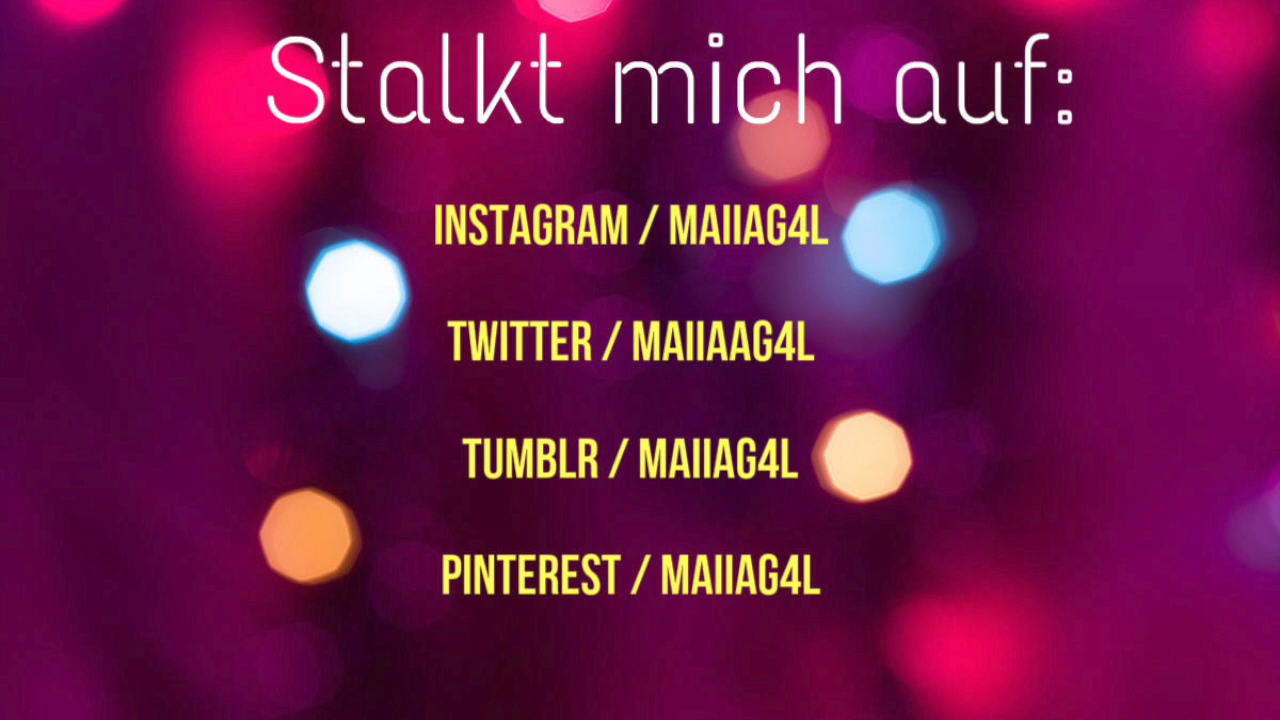 Stalkt mich auf:
INSTAGRAM / MAIIAG4L
TWITTER / MAIIAAG4L
TUMBLR / MAIIAG4L
PINTEREST / MAIIAG4L